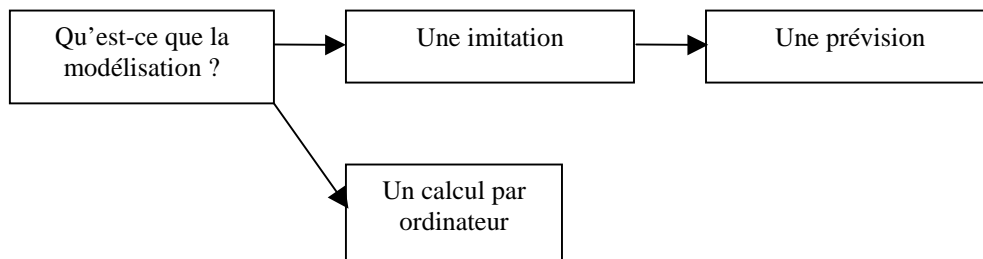 Qu’est-ce que la
modélisation ?
Une imitation
Une prévision
Un calcul par
ordinateur